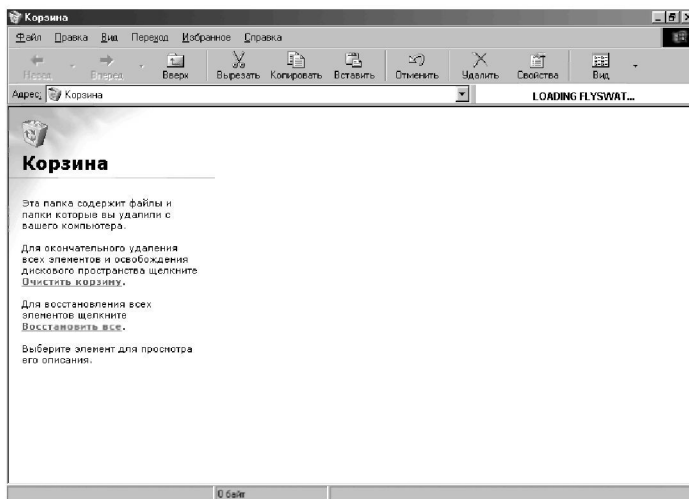 Корзина
Файл Правка Вид Переход Избранное Справка
Назад Вперед Вверх Вырезать Копировать Вставить Отменить Удалить Свойства Вид
Адрес: Корзина LOADING FLYSWAT...
Корзина
Эта папка содержит файлы и
папки которые вы удалили с
вашего компьютера.
Для окончательного удаления
всех элементов и освобождения
дискового пространства щелкните
Очистить корзину.
Для восстановления всех
элементов щелкните
Восстановить все.
Выберите элемент для просмотра
его описания.
0 байт